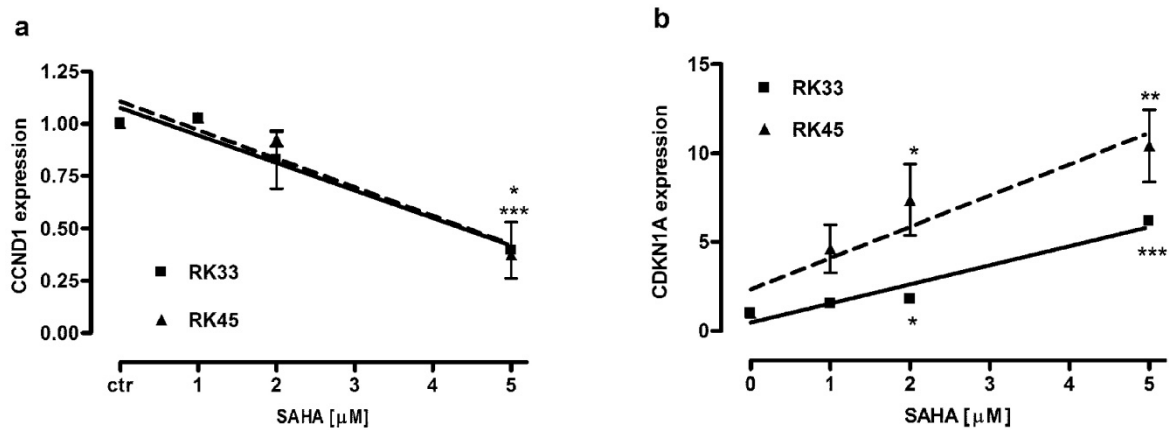 a
CCND1 expression
1.25
1.00
0.75
0.50
0.25
0.00
*
***
RK33
RK45
ctr 1 2 3 4 5
SAHA [μM]
b
CDKN1A expression
15
10
5
0
RK33
RK45
*
**
*
***
0 1 2 3 4 5
SAHA [μM]